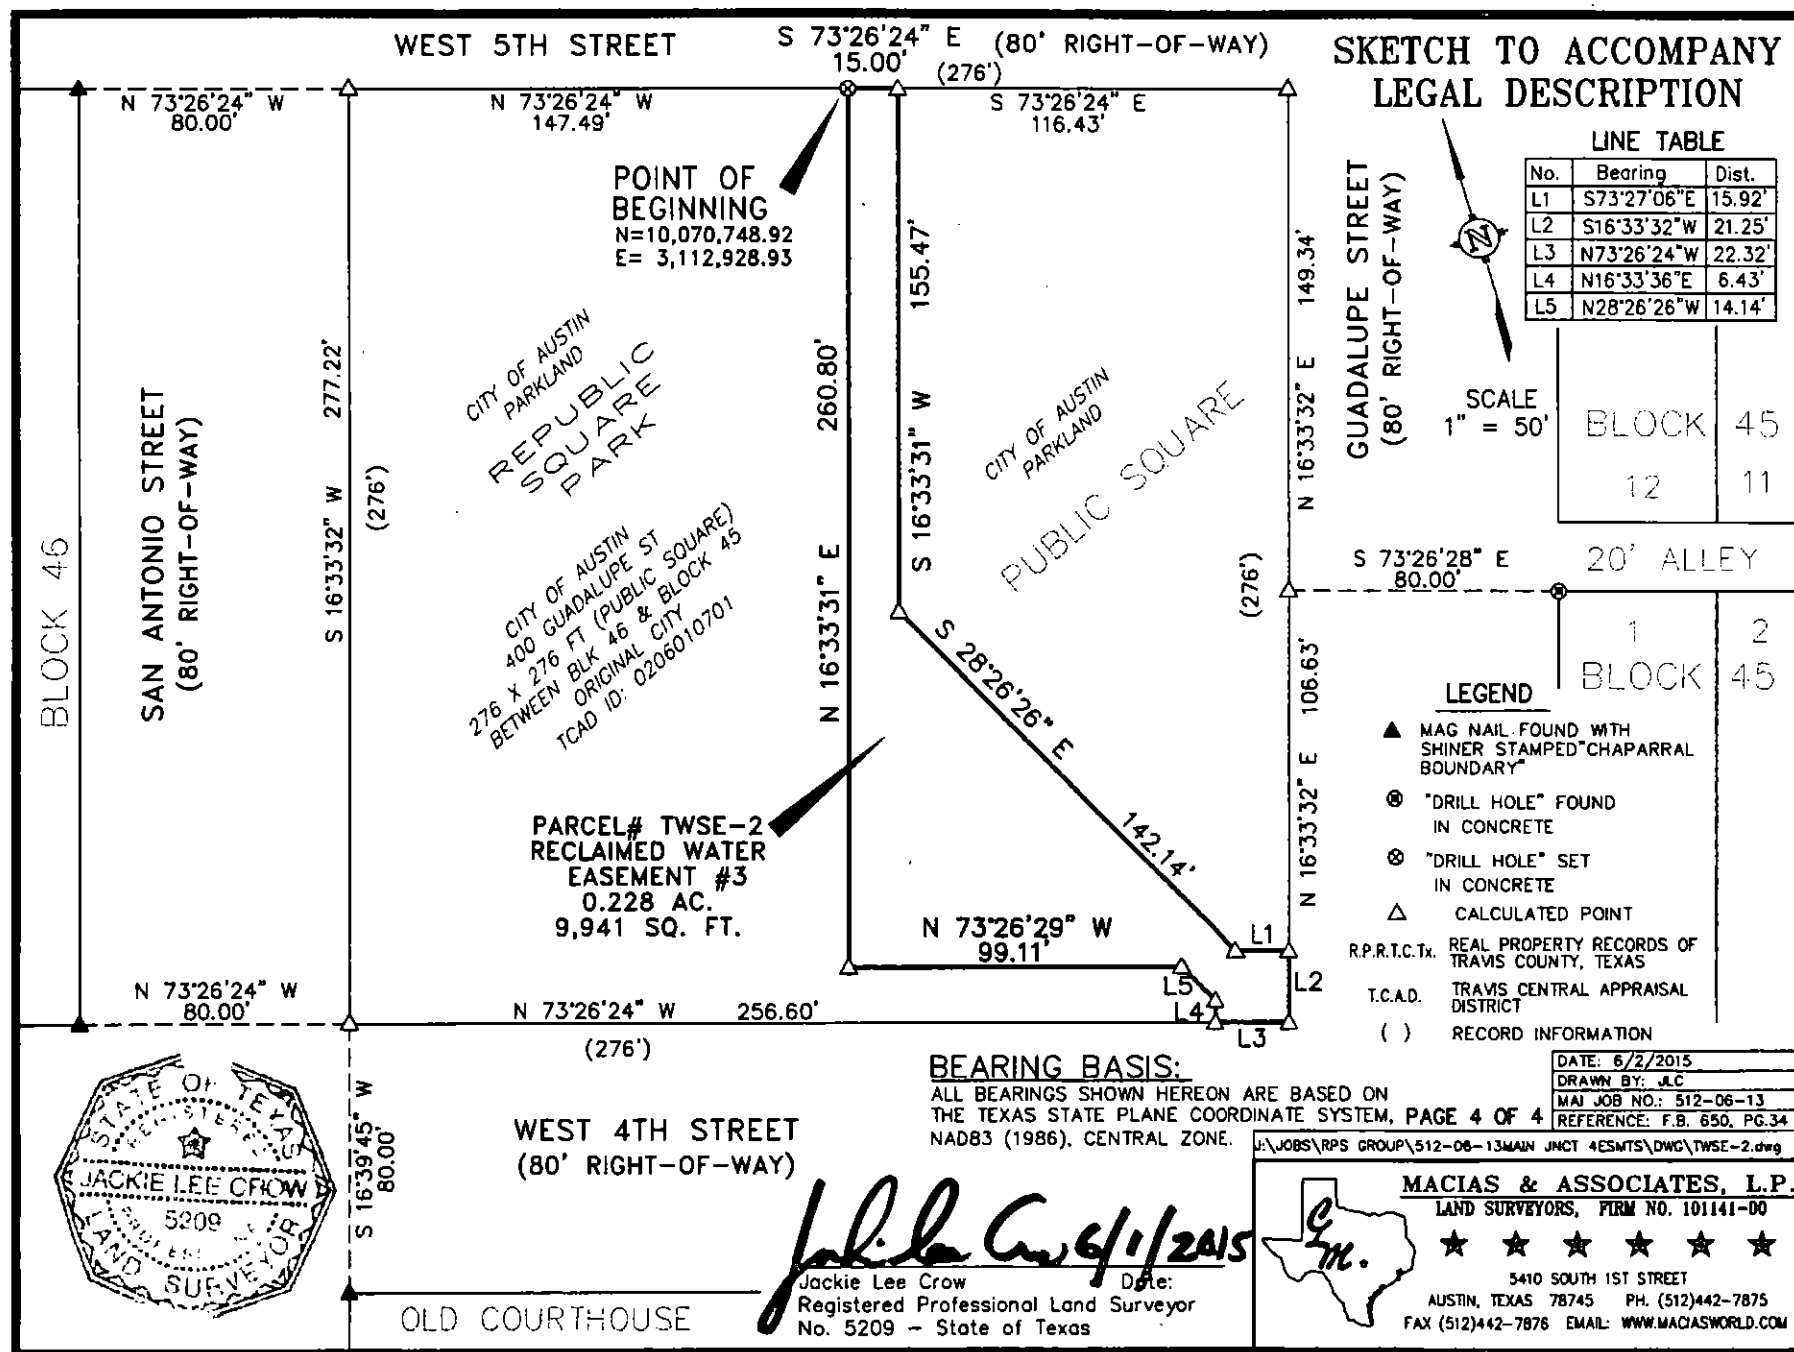 WEST 5TH STREET
S 73°26'24" E
15.00'
(80' RIGHT-OF-WAY)
(276')
SKETCH TO ACCOMPANY
LEGAL DESCRIPTION
N 73°26'24" W
80.00'
N 73°26'24" W
147.49'
S 73°26'24" E
116.43'
POINT OF
BEGINNING
N=10,070,748.92
E= 3,112,928.93
LINE TABLE
No. Bearing Dist.
L1 S73°27'06"E 15.92'
L2 S16°33'32"W 21.25'
L3 N73°26'24"W 22.32'
L4 N16°33'36"E 6.43'
L5 N28°26'26"W 14.14'
N
SCALE
1" = 50'
GUADALUPE STREET
(80' RIGHT-OF-WAY)
BLOCK 45
12 11
20' ALLEY
S 73°26'28" E
80.00'
1 2
BLOCK 45
BLOCK 46
SAN ANTONIO STREET
(80' RIGHT-OF-WAY)
S 16°33'32" W 277.22'
(276')
CITY OF AUSTIN
PARKLAND
REPUBLIC
SQUARE
PARK
CITY OF AUSTIN
400 GUADALUPE ST
276 X 276 FT (PUBLIC SQUARE)
BETWEEN BLK 46 & BLOCK 45
ORIGINAL CITY
TCAD ID: 0206010701
N 16°33'31" E 260.80'
S 16°33'31" W 155.47'
CITY OF AUSTIN
PARKLAND
PUBLIC SQUARE
N 16°33'32" E 149.34'
(276')
N 16°33'32" E 106.63'
S 28°26'26" E 142.14'
PARCEL# TWSE-2
RECLAIMED WATER
EASEMENT #3
0.228 AC.
9,941 SQ. FT.
N 73°26'29" W
99.11'
L1
L2
L5
L4
L3
LEGEND
MAG NAIL FOUND WITH
SHINER STAMPED"CHAPARRAL
BOUNDARY"
"DRILL HOLE" FOUND
IN CONCRETE
"DRILL HOLE" SET
IN CONCRETE
CALCULATED POINT
R.P.R.T.C.Tx. REAL PROPERTY RECORDS OF
TRAVIS COUNTY, TEXAS
T.C.A.D. TRAVIS CENTRAL APPRAISAL
DISTRICT
( ) RECORD INFORMATION
N 73°26'24" W
80.00'
N 73°26'24" W 256.60'
(276')
S 16°39'45" W
80.00'
WEST 4TH STREET
(80' RIGHT-OF-WAY)
OLD COURTHOUSE
BEARING BASIS:
ALL BEARINGS SHOWN HEREON ARE BASED ON
THE TEXAS STATE PLANE COORDINATE SYSTEM,
NAD83 (1986), CENTRAL ZONE.
PAGE 4 OF 4
DATE: 6/2/2015
DRAWN BY: JLC
MAI JOB NO.: 512-06-13
REFERENCE: F.B. 650, PG.34
J:\JOBS\RPS GROUP\512-06-13MAIN JNCT 4ESMTS\DWG\TWSE-2.dwg
STATE OF TEXAS
REGISTERED
JACKIE LEE CROW
5209
LAND SURVEYOR
6/1/2015
Jackie Lee Crow Date:
Registered Professional Land Surveyor
No. 5209 - State of Texas
MACIAS & ASSOCIATES, L.P.
LAND SURVEYORS, FIRM NO. 101141-00
5410 SOUTH 1ST STREET
AUSTIN, TEXAS 78745 PH. (512)442-7875
FAX (512)442-7876 EMAIL: WWW.MACIASWORLD.COM